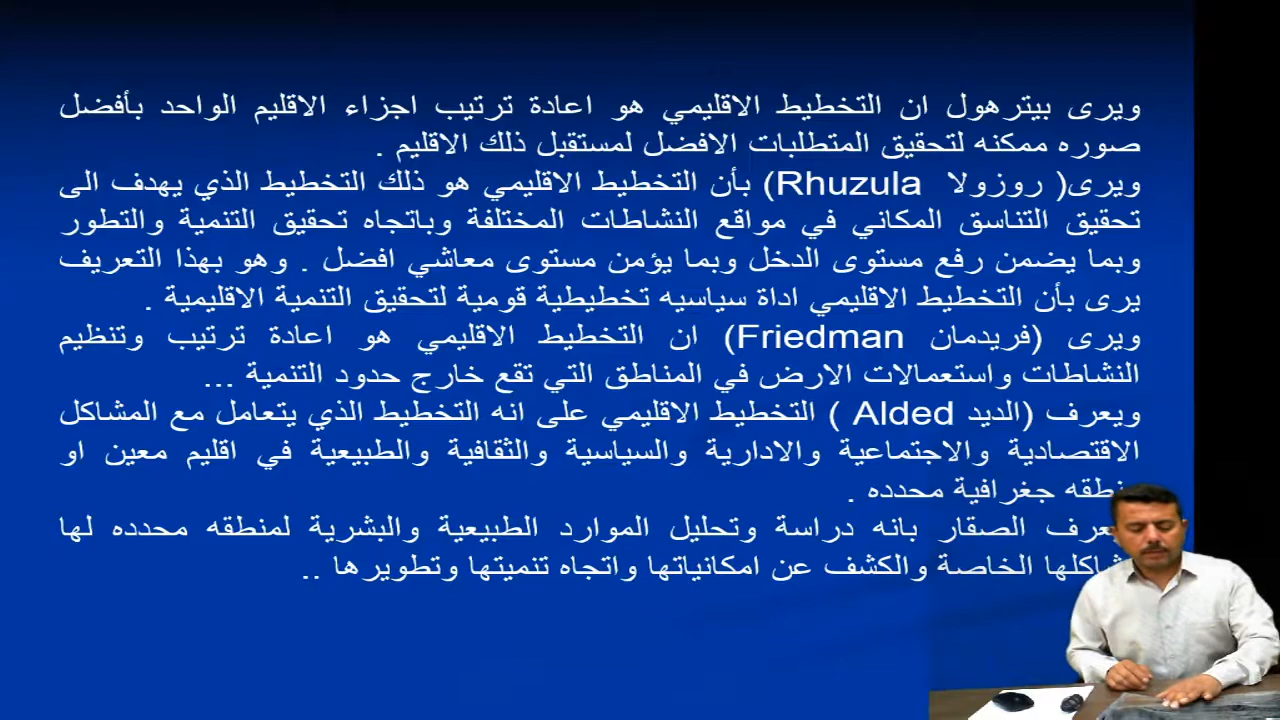 ويرى بيترهول ان التخطيط الاقليمي هو اعادة ترتيب اجزاء الاقليم الواحد بأفضل
صوره ممكنه لتحقيق المتطلبات الافضل لمستقبل ذلك الاقليم .
ويرى( روزولا Rhuzula) بأن التخطيط الاقليمي هو ذلك التخطيط الذي يهدف الى
تحقيق التناسق المكاني في مواقع النشاطات المختلفة وباتجاه تحقيق التنمية والتطور
وبما يضمن رفع مستوى الدخل وبما يؤمن مستوى معاشي افضل . وهو بهذا التعريف
يرى بأن التخطيط الاقليمي اداة سياسيه تخطيطية قومية لتحقيق التنمية الاقليمية .
ويرى (فريدمان Friedman) ان التخطيط الاقليمي هو اعادة ترتيب وتنظيم
النشاطات واستعمالات الارض في المناطق التي تقع خارج حدود التنمية ...
ويعرف (الديد Alded ) التخطيط الاقليمي على انه التخطيط الذي يتعامل مع المشاكل
الاقتصادية والاجتماعية والادارية والسياسية والثقافية والطبيعية في اقليم معين او
جغرافية محدده .
الصقار بانه دراسة وتحليل الموارد الطبيعية والبشرية لمنطقه محدده لها
الخاصة والكشف عن امكانياتها واتجاه تنميتها وتطويرها ..